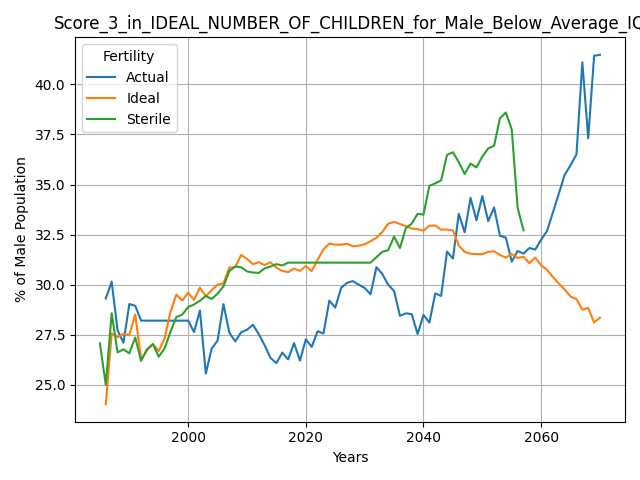 Score_3_in_IDEAL_NUMBER_OF_CHILDREN_for_Male_Below_Average_IQ
Fertility
Actual
Ideal
Sterile
% of Male Population
40.0
37.5
35.0
32.5
30.0
27.5
25.0
2000
2020
2040
2060
Years